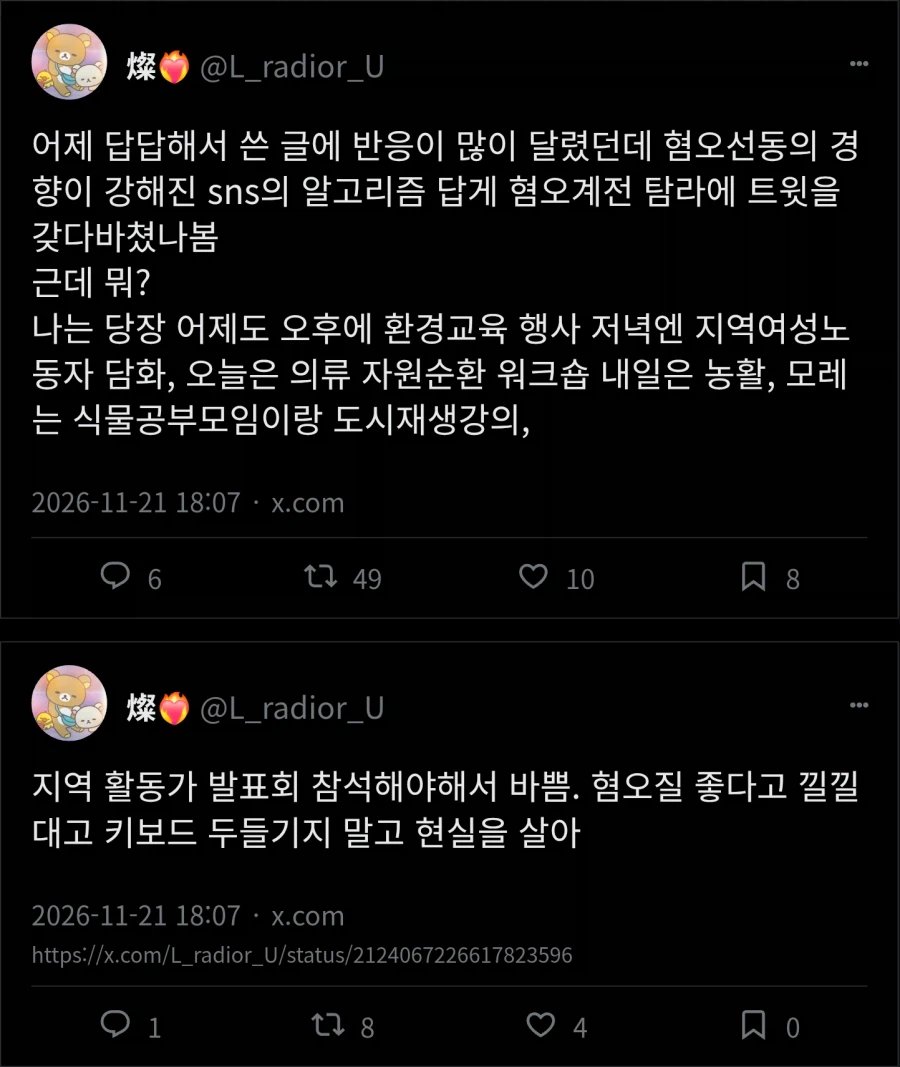 燦❤️‍🔥 @L_radior_U
어제 답답해서 쓴 글에 반응이 많이 달렸던데 혐오선동의 경
향이 강해진 sns의 알고리즘 답게 혐오계전 탐라에 트윗을
갖다바쳤나봄
근데 뭐?
나는 당장 어제도 오후에 환경교육 행사 저녁엔 지역여성노
동자 담화, 오늘은 의류 자원순환 워크숍 내일은 농활, 모레
는 식물공부모임이랑 도시재생강의,
2026-11-21 18:07 · x.com
6 49 10 8
燦❤️‍🔥 @L_radior_U
지역 활동가 발표회 참석해야해서 바쁨. 혐오질 좋다고 낄낄
대고 키보드 두들기지 말고 현실을 살아
2026-11-21 18:07 · x.com
https://x.com/L_radior_U/status/2124067226617823596
1 8 4 0